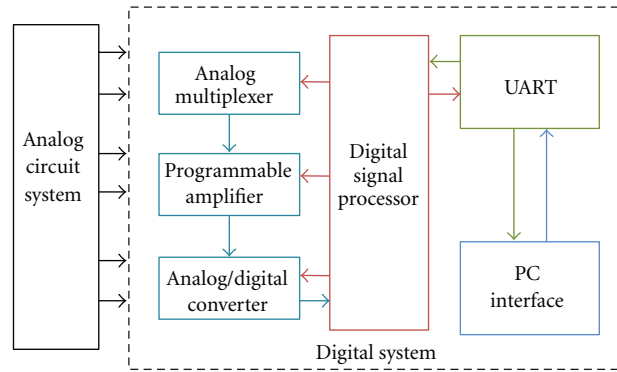 Analog
circuit
system
Analog
multiplexer
Programmable
amplifier
Analog/digital
converter
Digital
signal
processor
UART
PC
interface
Digital system